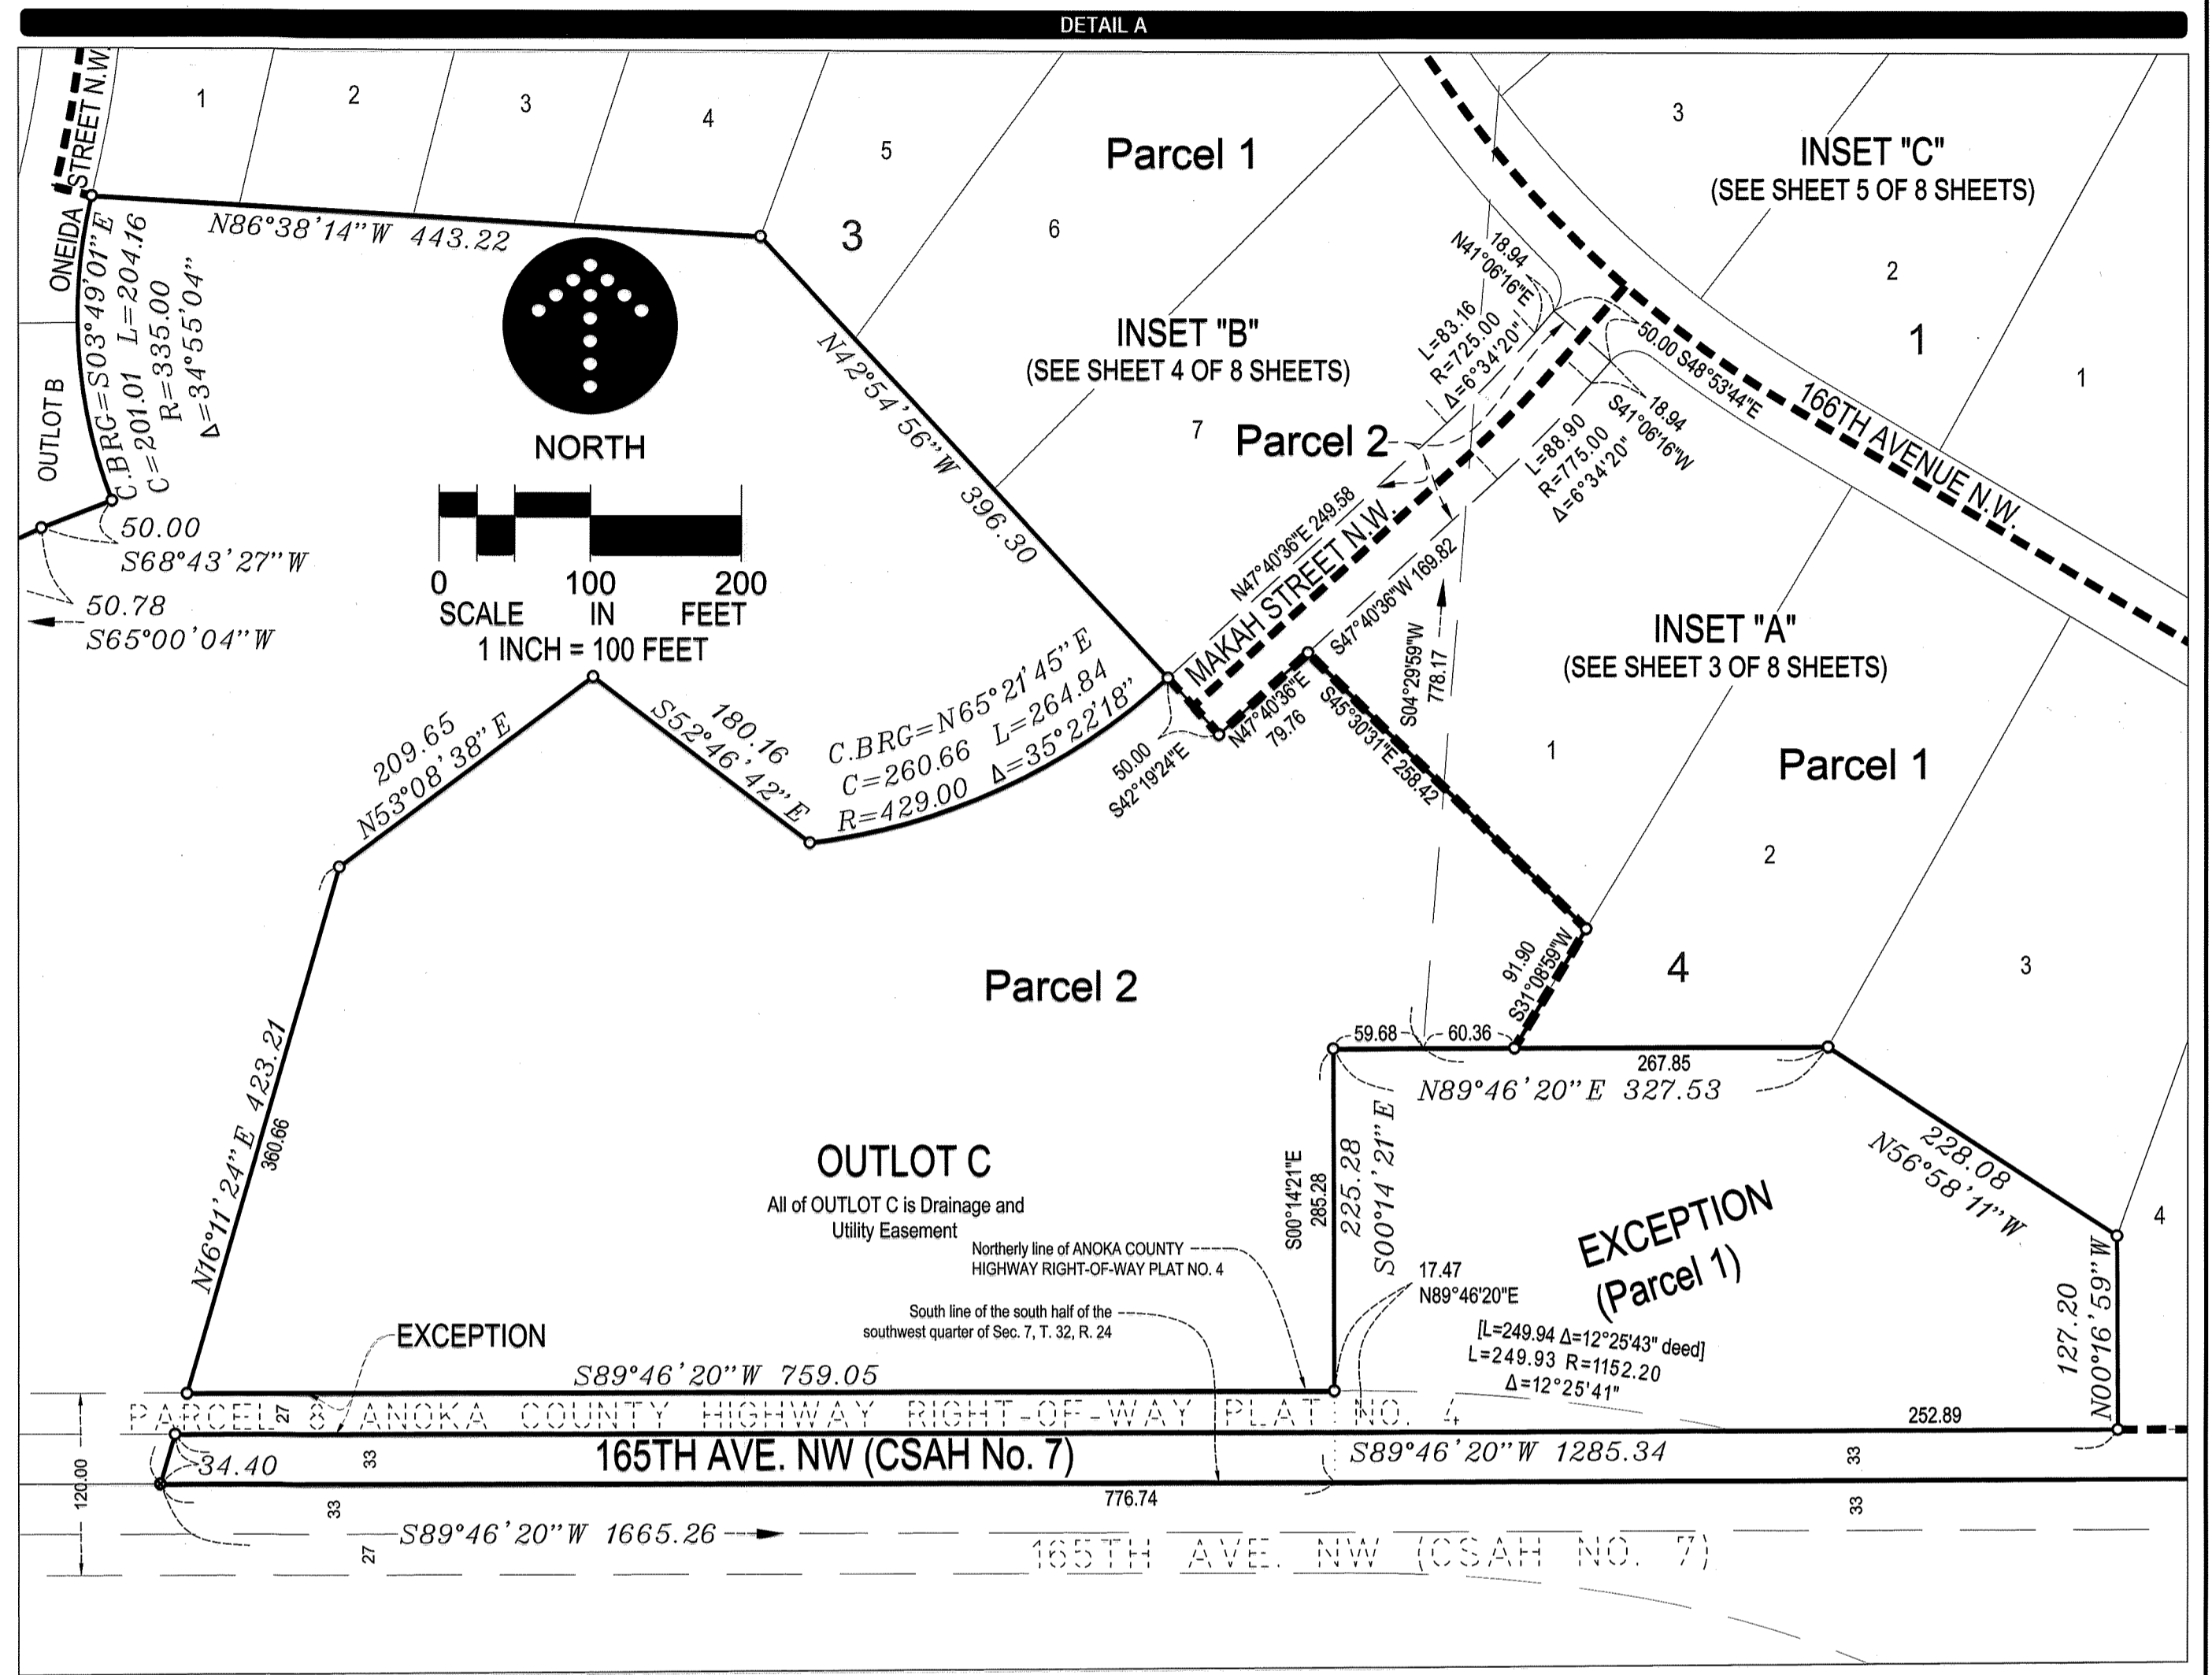 DETAIL A
STREET N.W.
ONEIDA
1
2
3
4
5
Parcel 1
3
INSET "C"
(SEE SHEET 5 OF 8 SHEETS)
2
1
1
N86°38'14"W 443.22
3
6
C.BRG=S03°49'01"E
C=201.01 L=204.16
R=335.00
Δ=34°55'04"
OUTLOT B
50.00
S68°43'27"W
50.78
S65°00'04"W
NORTH
0 100 200
SCALE IN FEET
1 INCH = 100 FEET
N42°54'56"W 396.30
INSET "B"
(SEE SHEET 4 OF 8 SHEETS)
7
Parcel 2
18.94
N41°06'16"E
L=83.16
R=725.00
Δ=6°34'20"
50.00 S48°53'44"E
18.94
S41°06'16"W
L=88.90
R=775.00
Δ=6°34'20"
166TH AVENUE N.W.
N47°40'36"E 249.58
MAKAH STREET N.W.
S47°40'36"W 169.82
S04°29'59"W
778.17
INSET "A"
(SEE SHEET 3 OF 8 SHEETS)
50.00
S42°19'24"E
N47°40'36"E
79.76
S45°30'31"E 258.42
1
Parcel 1
2
209.65
N53°08'38"E
180.16
S52°46'42"E
C.BRG=N65°21'45"E
C=260.66 L=264.84
R=429.00 Δ=35°22'18"
Parcel 2
91.90
S31°08'59"W
4
3
59.68
60.36
267.85
N89°46'20"E 327.53
N16°11'24"E 423.21
360.66
OUTLOT C
All of OUTLOT C is Drainage and
Utility Easement
Northerly line of ANOKA COUNTY
HIGHWAY RIGHT-OF-WAY PLAT NO. 4
South line of the south half of the
southwest quarter of Sec. 7, T. 32, R. 24
S00°14'21"E
285.28
225.28
S00°14'21"E
17.47
N89°46'20"E
EXCEPTION
(Parcel 1)
228.08
N56°58'11"W
4
127.20
N00°16'59"W
[L=249.94 Δ=12°25'43" deed]
L=249.93 R=1152.20
Δ=12°25'41"
EXCEPTION
S89°46'20"W 759.05
PARCEL 8 ANOKA COUNTY HIGHWAY RIGHT-OF-WAY PLAT NO. 4
27
252.89
165TH AVE. NW (CSAH No. 7)
S89°46'20"W 1285.34
33
33
34.40
120.00
776.74
33
33
S89°46'20"W 1665.26
27
165TH AVE. NW (CSAH NO. 7)